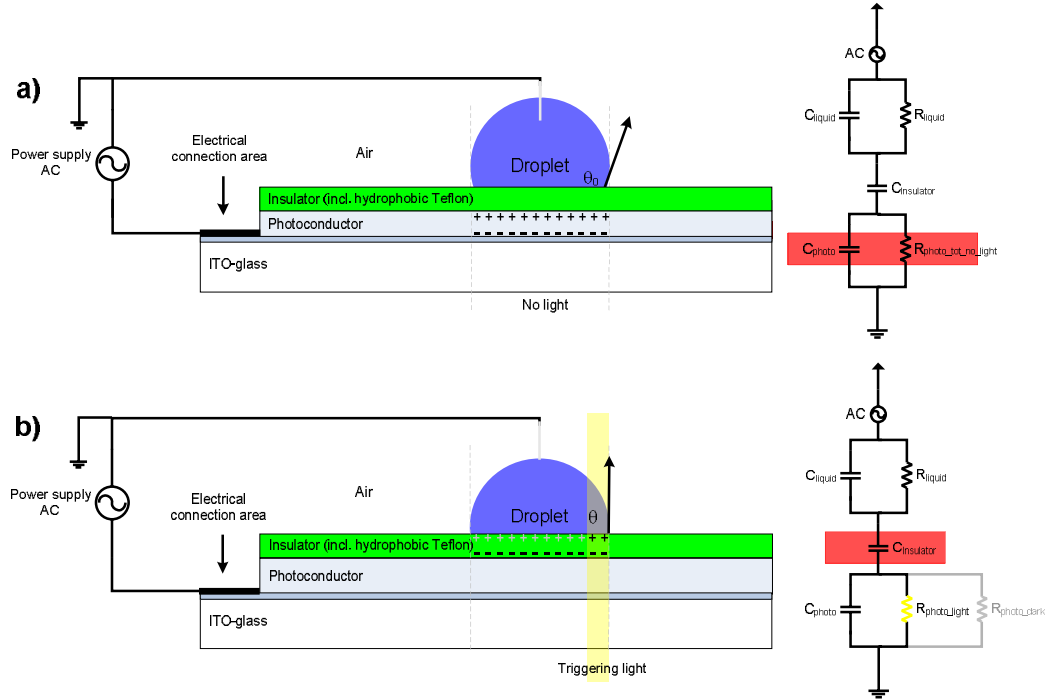 a)
Power supply
AC
Electrical
connection area
Air
Droplet
θ0
Insulator (incl. hydrophobic Teflon)
+ + + + + + + + + + + +
Photoconductor
ITO-glass
No light
AC
Cliquid
Rliquid
Cinsulator
Cphoto
Rphoto_tot_no_light
b)
Power supply
AC
Electrical
connection area
Air
Droplet
θ
Insulator (incl. hydrophobic Teflon)
+ + + + + + + + + + + +
Photoconductor
ITO-glass
Triggering light
AC
Cliquid
Rliquid
Cinsulator
Cphoto
Rphoto_light
Rphoto_dark